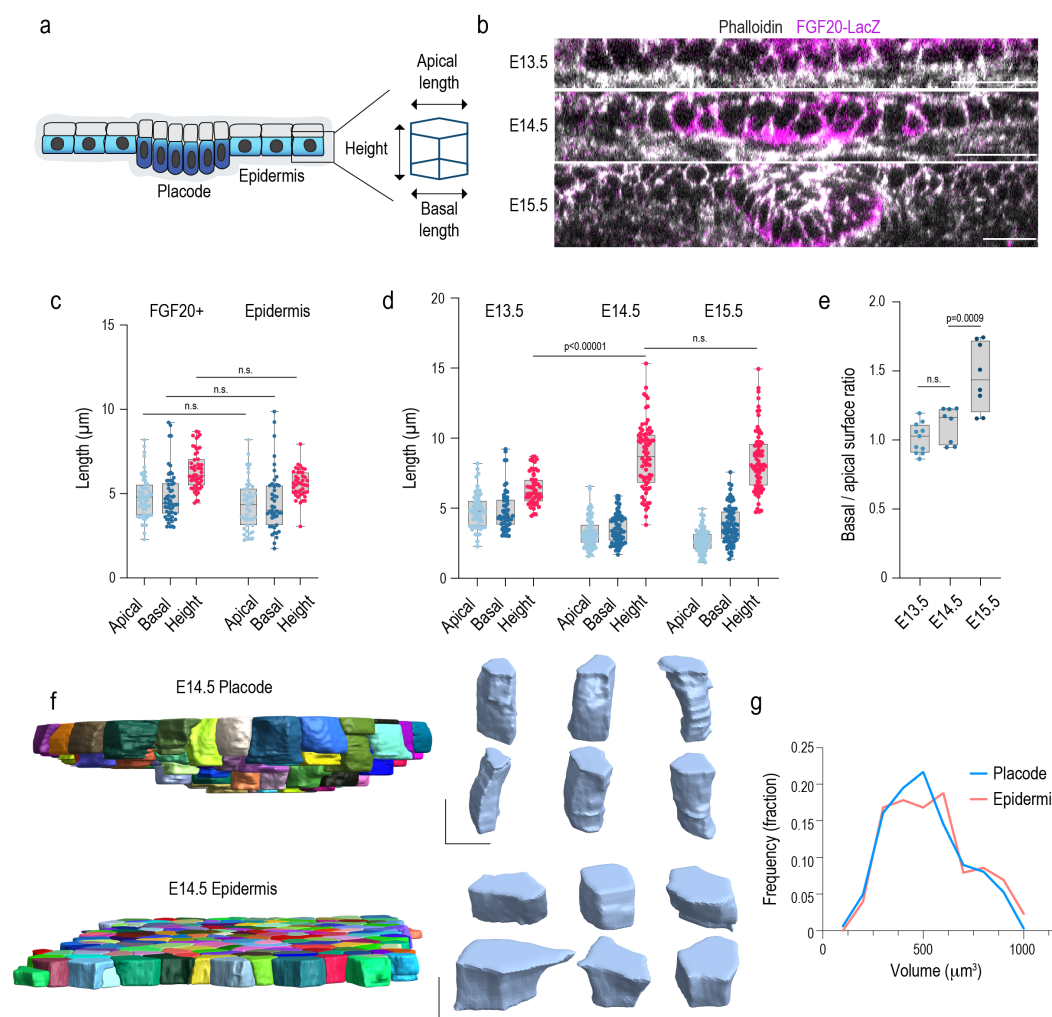 a
Apical
length
Height
Placode
Epidermis
Basal
length
b
Phalloidin FGF20-LacZ
E13.5
E14.5
E15.5
c
FGF20+ Epidermis
15
10
5
0
Length (μm)
n.s.
n.s.
n.s.
Apical
Basal
Height
Apical
Basal
Height
d
E13.5 E14.5 E15.5
20
15
10
5
0
Length (μm)
p<0.00001
n.s.
Apical
Basal
Height
Apical
Basal
Height
Apical
Basal
Height
e
2.0
1.5
1.0
0.5
0
Basal / apical surface ratio
p=0.0009
n.s.
E13.5
E14.5
E15.5
f
E14.5 Placode
E14.5 Epidermis
g
0.25
0.20
0.15
0.10
0.05
0
Frequency (fraction)
Placode
Epidermi
0 500 1000
Volume (μm³)